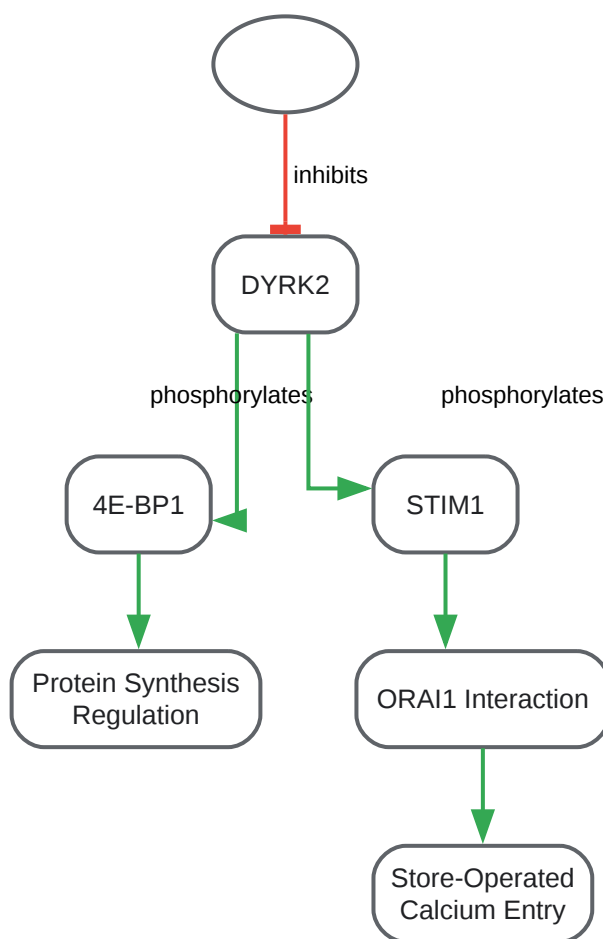 inhibits
DYRK2
phosphorylates
phosphorylates
4E-BP1
STIM1
Protein Synthesis
Regulation
ORAI1 Interaction
Store-Operated
Calcium Entry